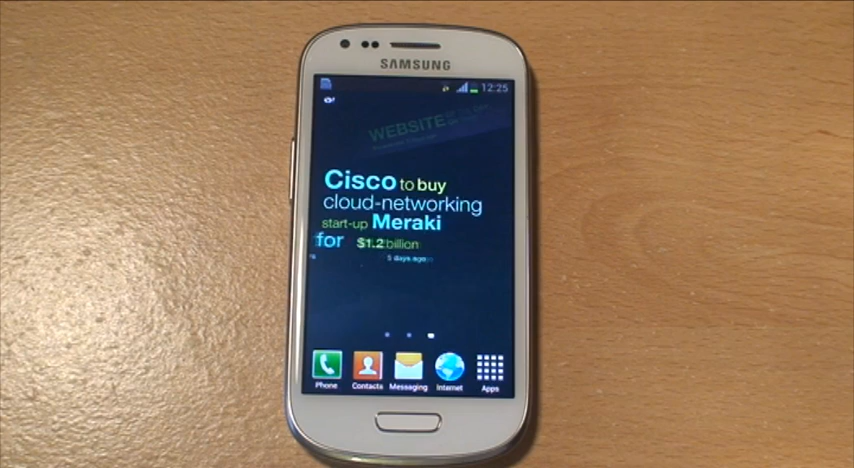 SAMSUNG
12:25
WEBSITE
Cisco to buy
cloud-networking
start-up Meraki
for $1.2 billion
5 days ago
Phone Contacts Messaging Internet Apps